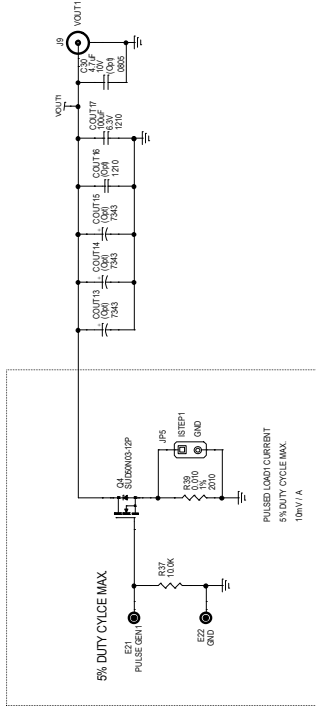 J9
VOUT1
C30
4.7uF
10V
(Opt)
0805
VOUT1
COUT17
100uF
6.3V
1210
COUT16
(Opt)
1210
COUT15
(Opt)
7343
COUT14
(Opt)
7343
COUT13
(Opt)
7343
5% DUTY CYLCE MAX.
Q4
SUD50N03-12P
JP5
ISTEP1
GND
R39
0.010
1%
2010
R37
10.0K
E21
PULSE GEN1
E22
GND
PULSED LOAD1 CURRENT
5% DUTY CYCLE MAX.
10mV / A